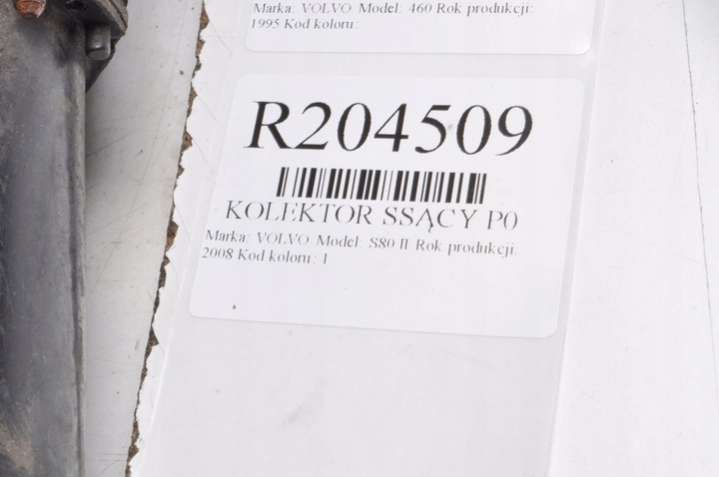 Marka: VOLVO Model: 460 Rok produkcji:
1995 Kod koloru:
R204509
KOLEKTOR SSĄCY P0
Marka: VOLVO Model: S80 II Rok produkcji:
2008 Kod koloru: 1